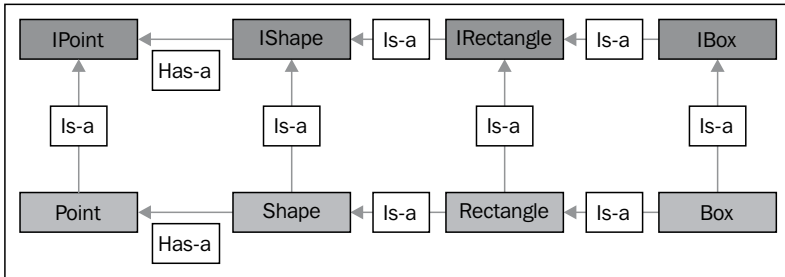 IPoint IShape Is-a IRectangle Is-a IBox
Has-a
Is-a Is-a Is-a Is-a
Point Shape Is-a Rectangle Is-a Box
Has-a